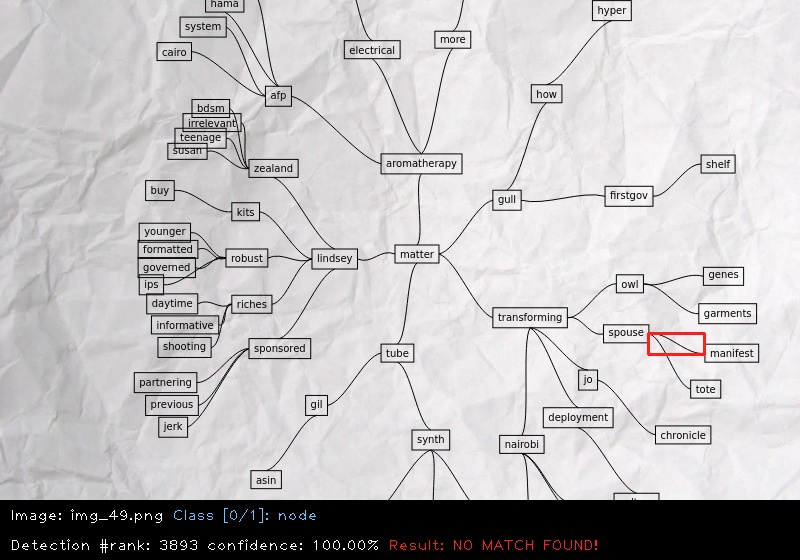 hama
hyper
system
more
electrical
cairo
how
afp
bdsm
irrelevant
teenage
susan
aromatherapy
zealand
shelf
buy
firstgov
gull
kits
younger
formatted
matter
robust
lindsey
governed
genes
ips
owl
daytime
riches
garments
transforming
informative
spouse
shooting
sponsored
tube
manifest
partnering
jo
tote
previous
gil
deployment
jerk
chronicle
synth
nairobi
asin
Image: img_49.png Class [0/1]: node
Detection #rank: 3893 confidence: 100.00% Result: NO MATCH FOUND!